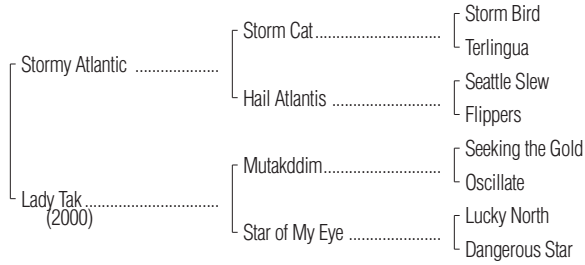 Storm Bird
Storm Cat
Terlingua
Stormy Atlantic
Seattle Slew
Hail Atlantis
Flippers
Seeking the Gold
Mutakddim
Oscillate
Lady Tak
(2000)
Lucky North
Star of My Eye
Dangerous Star